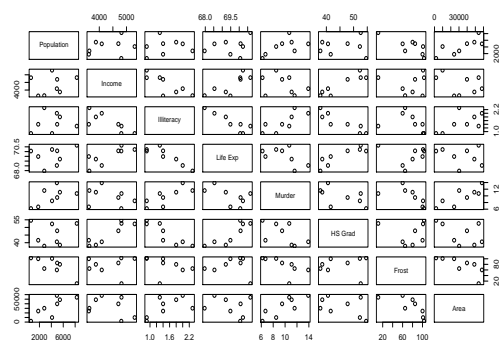 4000 5000 68.0 69.5 40 50 0 30000
Population 2000
4000 Income
Illiteracy 1.0 2.2
68.0 70.5 Life Exp
Murder 6 12
40 55 HS Grad
Frost 20 80
0 50000 Area
2000 6000 1.0 1.6 2.2 6 8 10 14 20 60 100